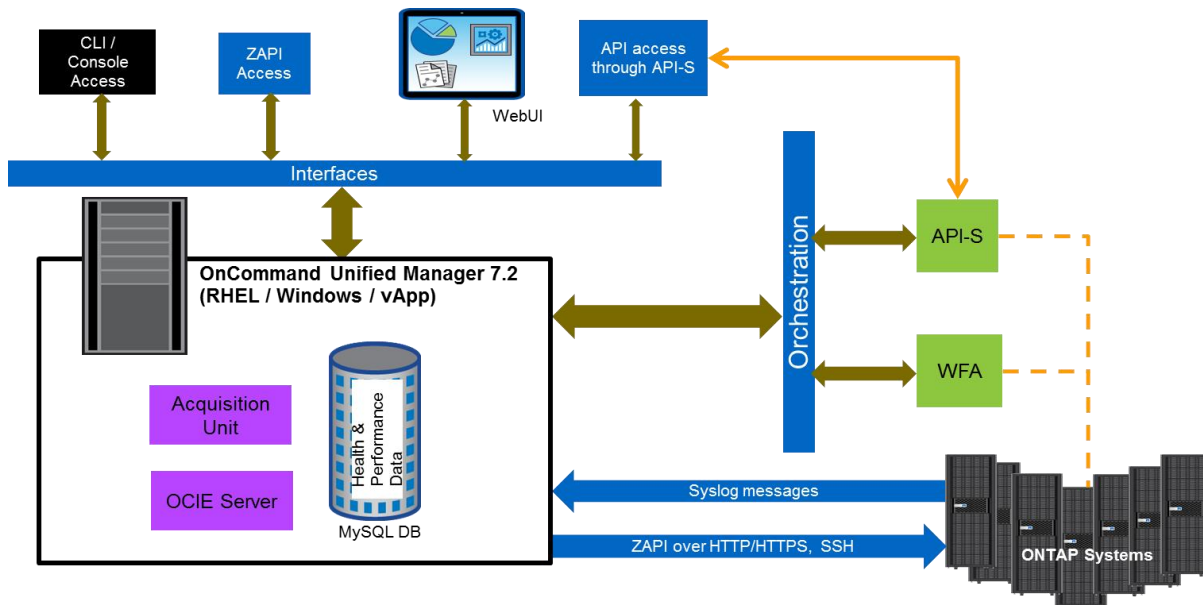 CLI /
Console
Access
ZAPI
Access
WebUI
API access
through API-S
Interfaces
OnCommand Unified Manager 7.2
(RHEL / Windows / vApp)
Acquisition
Unit
OCIE Server
Health &
Performance
Data
MySQL DB
Orchestration
API-S
WFA
Syslog messages
ZAPI over HTTP/HTTPS, SSH
ONTAP Systems